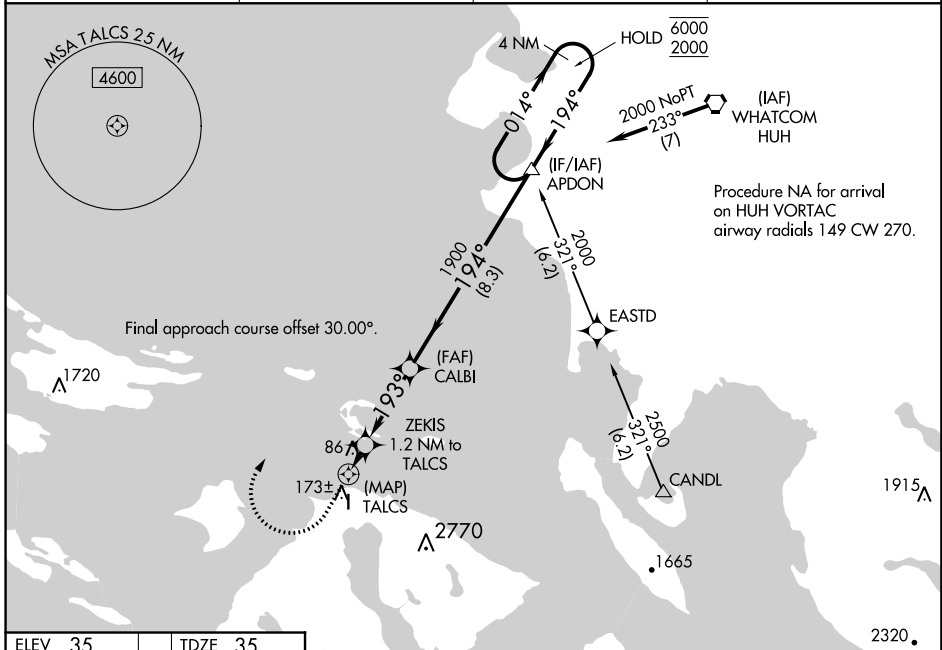 MSA TALCS 25 NM
4600
4 NM
HOLD
6000
2000
014°
194°
2000 NoPT
233°
(7)
(IAF)
WHATCOM
HUH
(IF/IAF)
APDON
Procedure NA for arrival
on HUH VORTAC
airway radials 149 CW 270.
2000
321°
(6.2)
1900
194°
(8.3)
EASTD
Final approach course offset 30.00°.
(FAF)
CALBI
1720
193°
2500
321°
(6.2)
ZEKIS
1.2 NM to
TALCS
86
173±
(MAP)
TALCS
CANDL
1915
2770
1665
2320
ELEV 35
TDZE 35